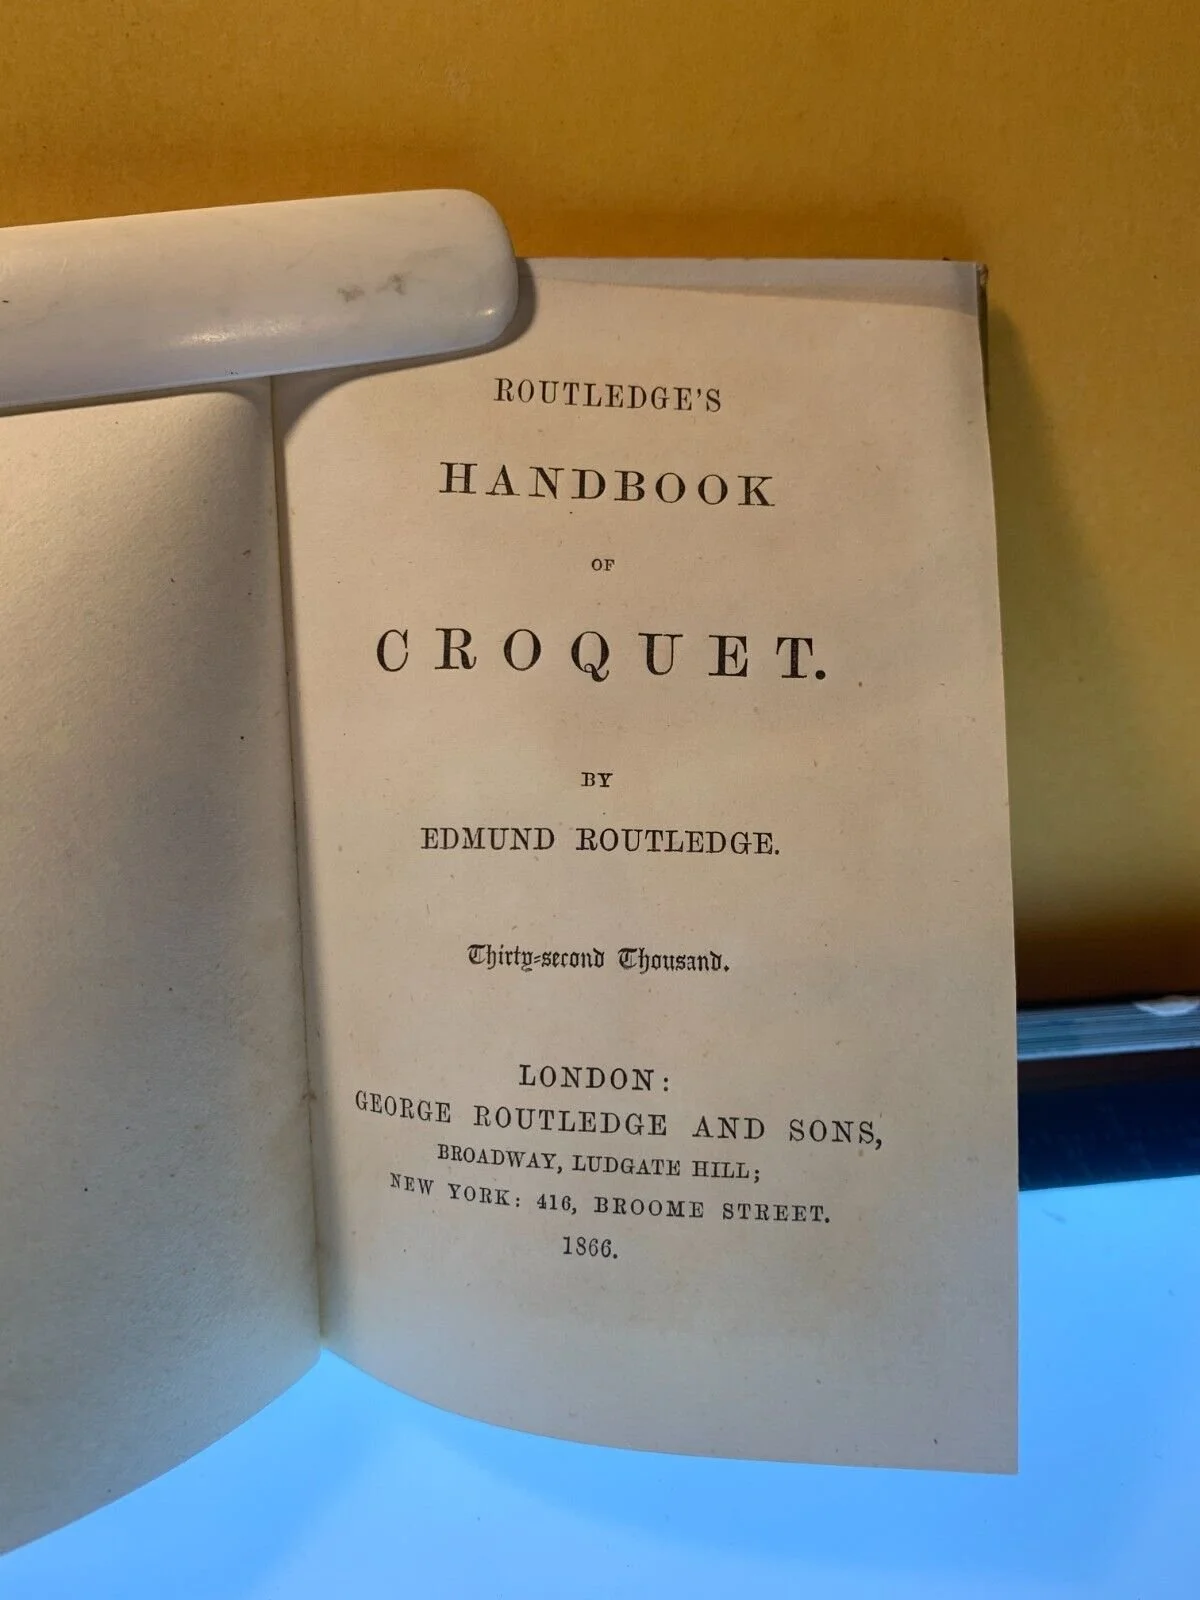 ROUTLEDGE'S
HANDBOOK
OF
CROQUET.
BY
EDMUND ROUTLEDGE.
Thirty-second Thousand.
LONDON:
GEORGE ROUTLEDGE AND SONS,
BROADWAY, LUDGATE HILL;
NEW YORK: 416, BROOME STREET.
1866.